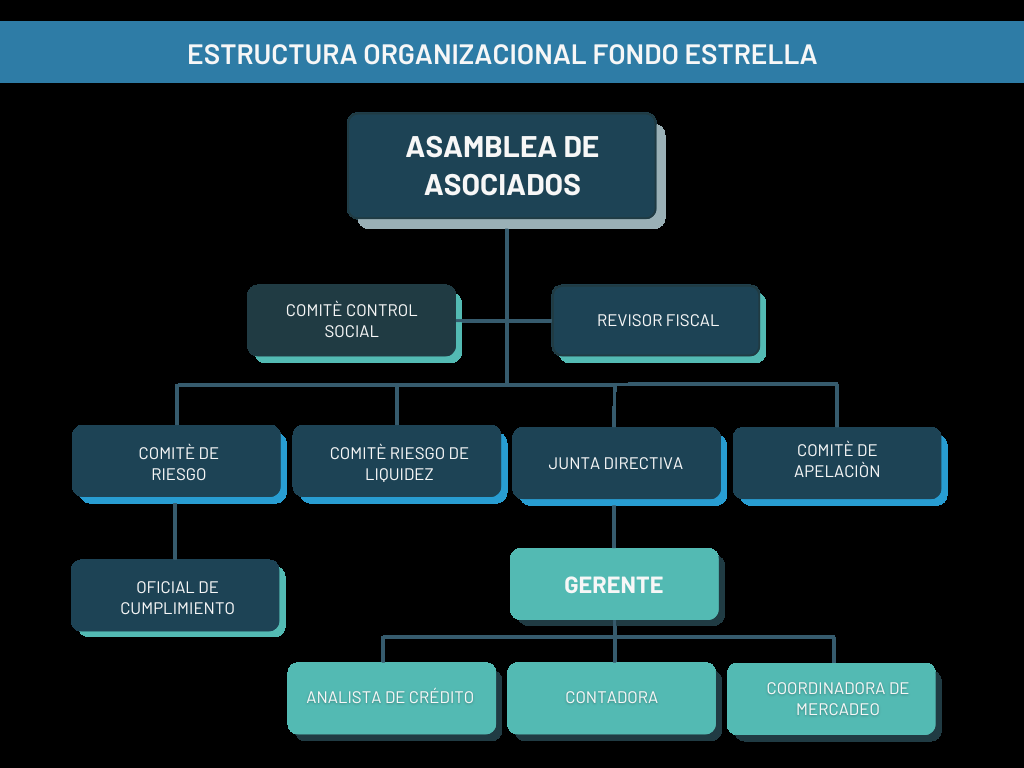 ESTRUCTURA ORGANIZACIONAL FONDO ESTRELLA
ASAMBLEA DE
ASOCIADOS
COMITÈ CONTROL
SOCIAL
REVISOR FISCAL
COMITÈ DE
RIESGO
COMITÈ RIESGO DE
LIQUIDEZ
JUNTA DIRECTIVA
COMITÈ DE
APELACIÒN
OFICIAL DE
CUMPLIMIENTO
GERENTE
ANALISTA DE CRÉDITO
CONTADORA
COORDINADORA DE
MERCADEO